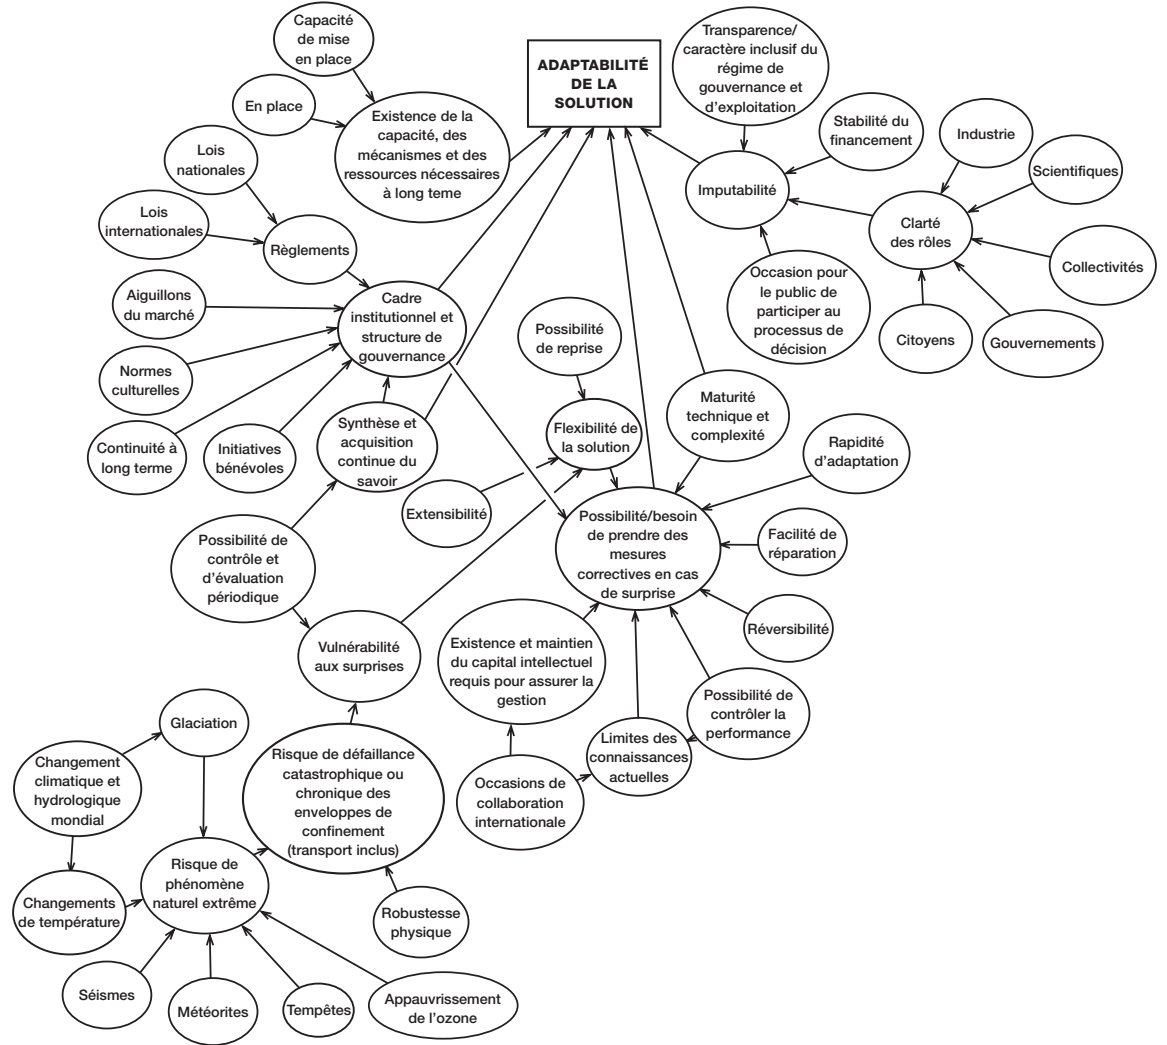 Capacité
de mise
en place
ADAPTABILITÉ
DE LA
SOLUTION
Transparence/
caractère inclusif du
régime de
gouvernance et
d'exploitation
En place
Existence de la
capacité, des
mécanismes et des
ressources nécessaires
à long teme
Stabilité du
financement
Industrie
Scientifiques
Lois
nationales
Imputabilité
Lois
internationales
Règlements
Clarté
des rôles
Collectivités
Aiguillons
du marché
Cadre
institutionnel et
structure de
gouvernance
Occasion pour
le public de
participer au
processus de
décision
Citoyens
Gouvernements
Possibilité
de reprise
Normes
culturelles
Maturité
technique et
complexité
Continuité à
long terme
Initiatives
bénévoles
Synthèse et
acquisition
continue du
savoir
Flexibilité de
la solution
Rapidité
d'adaptation
Extensibilité
Possibilité/besoin
de prendre des
mesures
correctives en cas
de surprise
Facilité de
réparation
Possibilité de
contrôle et
d'évaluation
périodique
Réversibilité
Vulnérabilité
aux surprises
Existence et maintien
du capital intellectuel
requis pour assurer la
gestion
Possibilité de
contrôler la
performance
Glaciation
Limites des
connaissances
actuelles
Changement
climatique et
hydrologique
mondial
Risque de défaillance
catastrophique ou
chronique des
enveloppes de
confinement
(transport inclus)
Occasions de
collaboration
internationale
Risque de
phénomène
naturel extrême
Changements
de température
Robustesse
physique
Séismes
Météorites
Tempêtes
Appauvrissement
de l'ozone